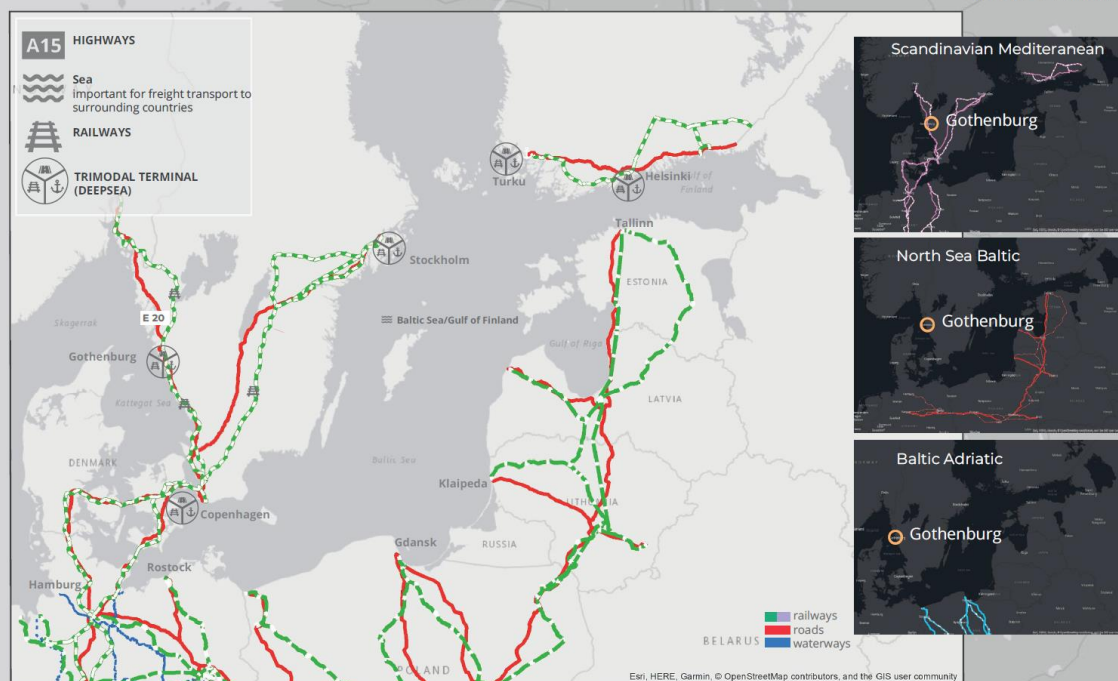 A15
HIGHWAYS
Sea
important for freight transport to
surrounding countries
RAILWAYS
TRIMODAL TERMINAL
(DEEPSEA)
Turku
Helsinki
Gulf of
Finland
Tallinn
Stockholm
ESTONIA
Skagerrak
E 20
Baltic Sea/Gulf of Finland
Gothenburg
Gulf of Riga
Kattegat Sea
LATVIA
DENMARK
Baltic Sea
Klaipeda
LITHUANIA
Copenhagen
Gdansk
RUSSIA
Rostock
Hamburg
railways
roads
waterways
BELARUS
POLAND
Esri, HERE, Garmin, © OpenStreetMap contributors, and the GIS user community
Scandinavian Mediteranean
Gothenburg
North Sea Baltic
Gothenburg
Baltic Adriatic
Gothenburg